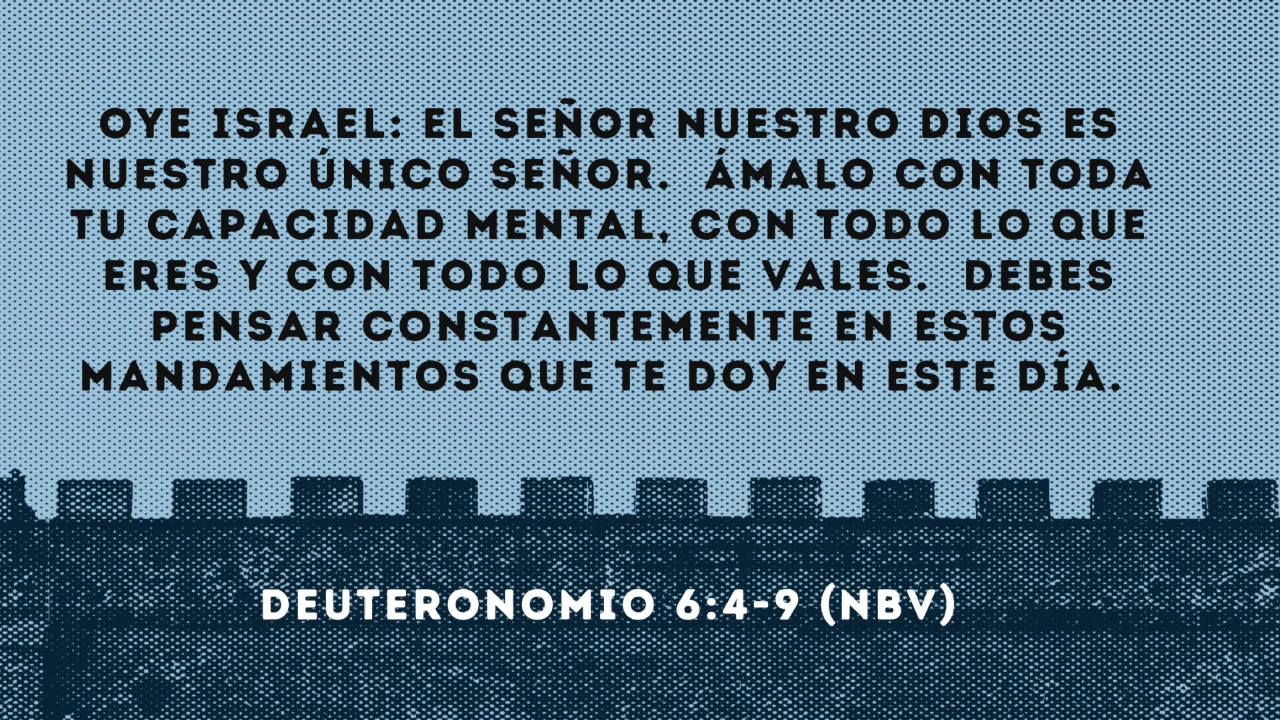 OYE ISRAEL: EL SEÑOR NUESTRO DIOS ES
NUESTRO ÚNICO SEÑOR. ÁMALO CON TODA
TU CAPACIDAD MENTAL, CON TODO LO QUE
ERES Y CON TODO LO QUE VALES. DEBES
PENSAR CONSTANTEMENTE EN ESTOS
MANDAMIENTOS QUE TE DOY EN ESTE DÍA.
DEUTERONOMIO 6:4-9 (NBV)